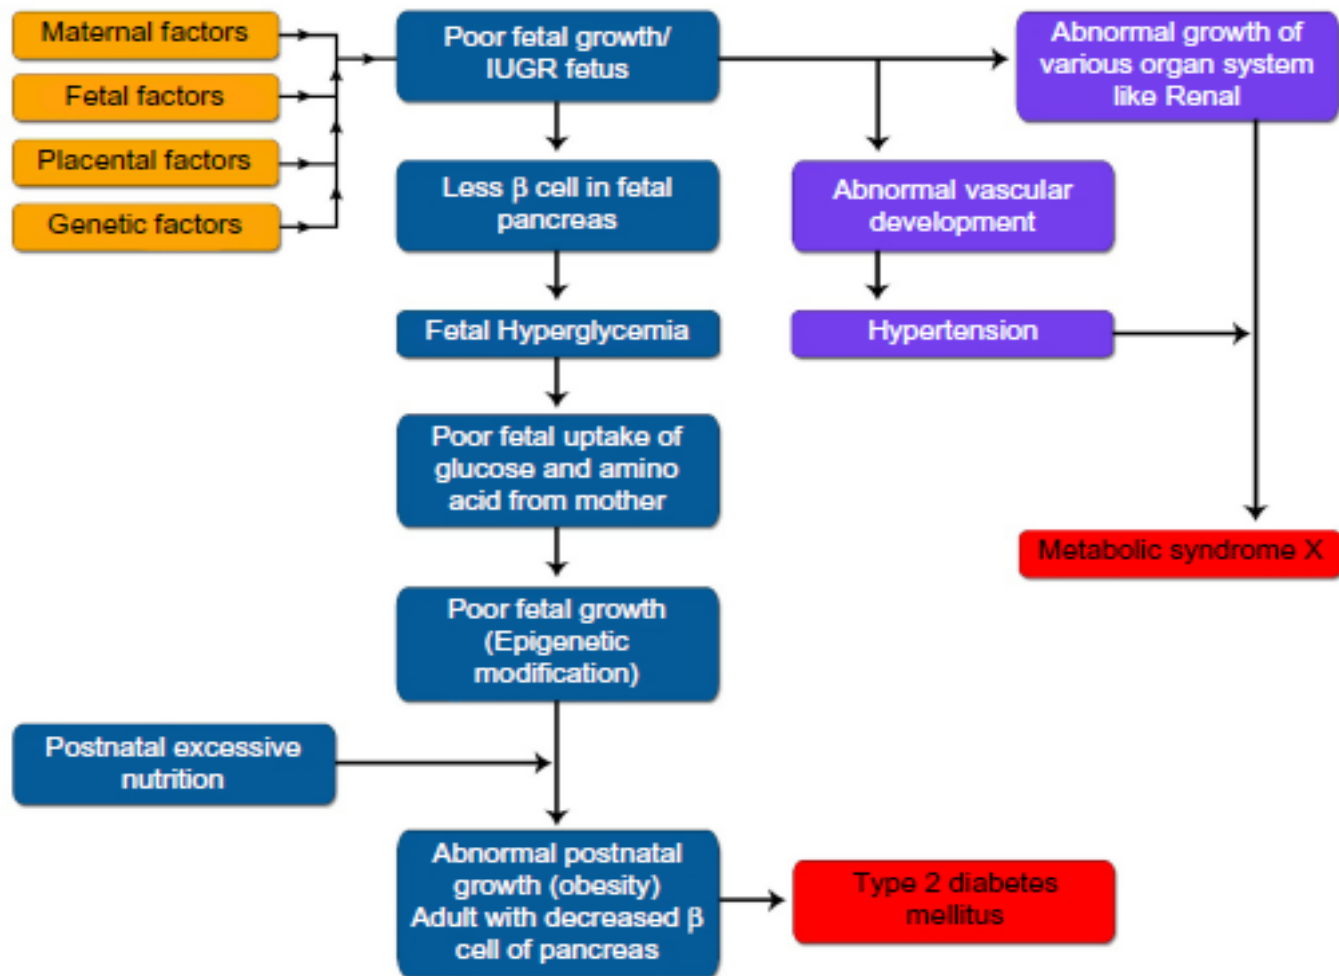 Maternal factors
Fetal factors
Placental factors
Genetic factors
Poor fetal growth/
IUGR fetus
Abnormal growth of
various organ system
like Renal
Less β cell in fetal
pancreas
Abnormal vascular
development
Fetal Hyperglycemia
Hypertension
Poor fetal uptake of
glucose and amino
acid from mother
Metabolic syndrome X
Poor fetal growth
(Epigenetic
modification)
Postnatal excessive
nutrition
Abnormal postnatal
growth (obesity)
Adult with decreased β
cell of pancreas
Type 2 diabetes
mellitus